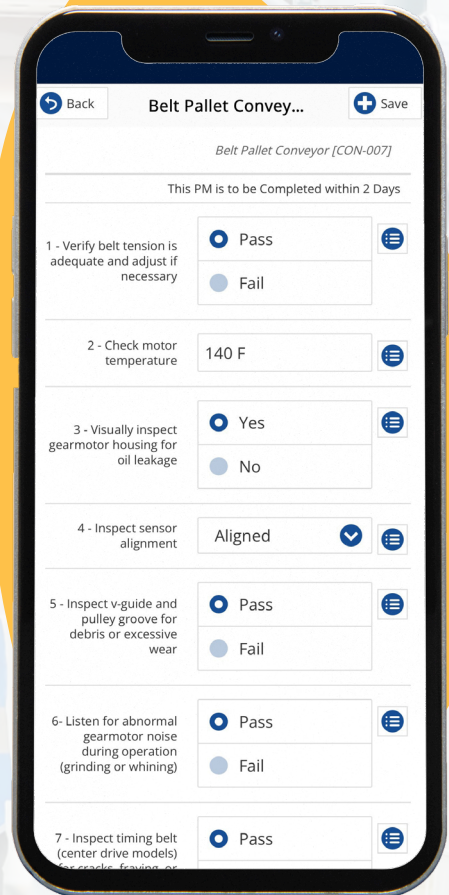 Back
Belt Pallet Convey...
Save
Belt Pallet Conveyor [CON-007]
This PM is to be Completed within 2 Days
1 - Verify belt tension is
adequate and adjust if
necessary
Pass
Fail
2 - Check motor
temperature
140 F
3 - Visually inspect
gearmotor housing for
oil leakage
Yes
No
4 - Inspect sensor
alignment
Aligned
5 - Inspect v-guide and
pulley groove for
debris or excessive
wear
Pass
Fail
6- Listen for abnormal
gearmotor noise
during operation
(grinding or whining)
Pass
Fail
7 - Inspect timing belt
(center drive models)
for cracks, fraying, or
Pass